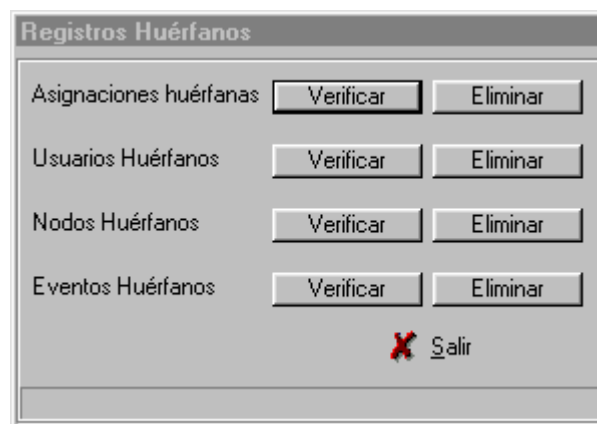 Registros Huérfanos
Asignaciones huérfanas Verificar Eliminar
Usuarios Huérfanos Verificar Eliminar
Nodos Huérfanos Verificar Eliminar
Eventos Huérfanos Verificar Eliminar
Salir